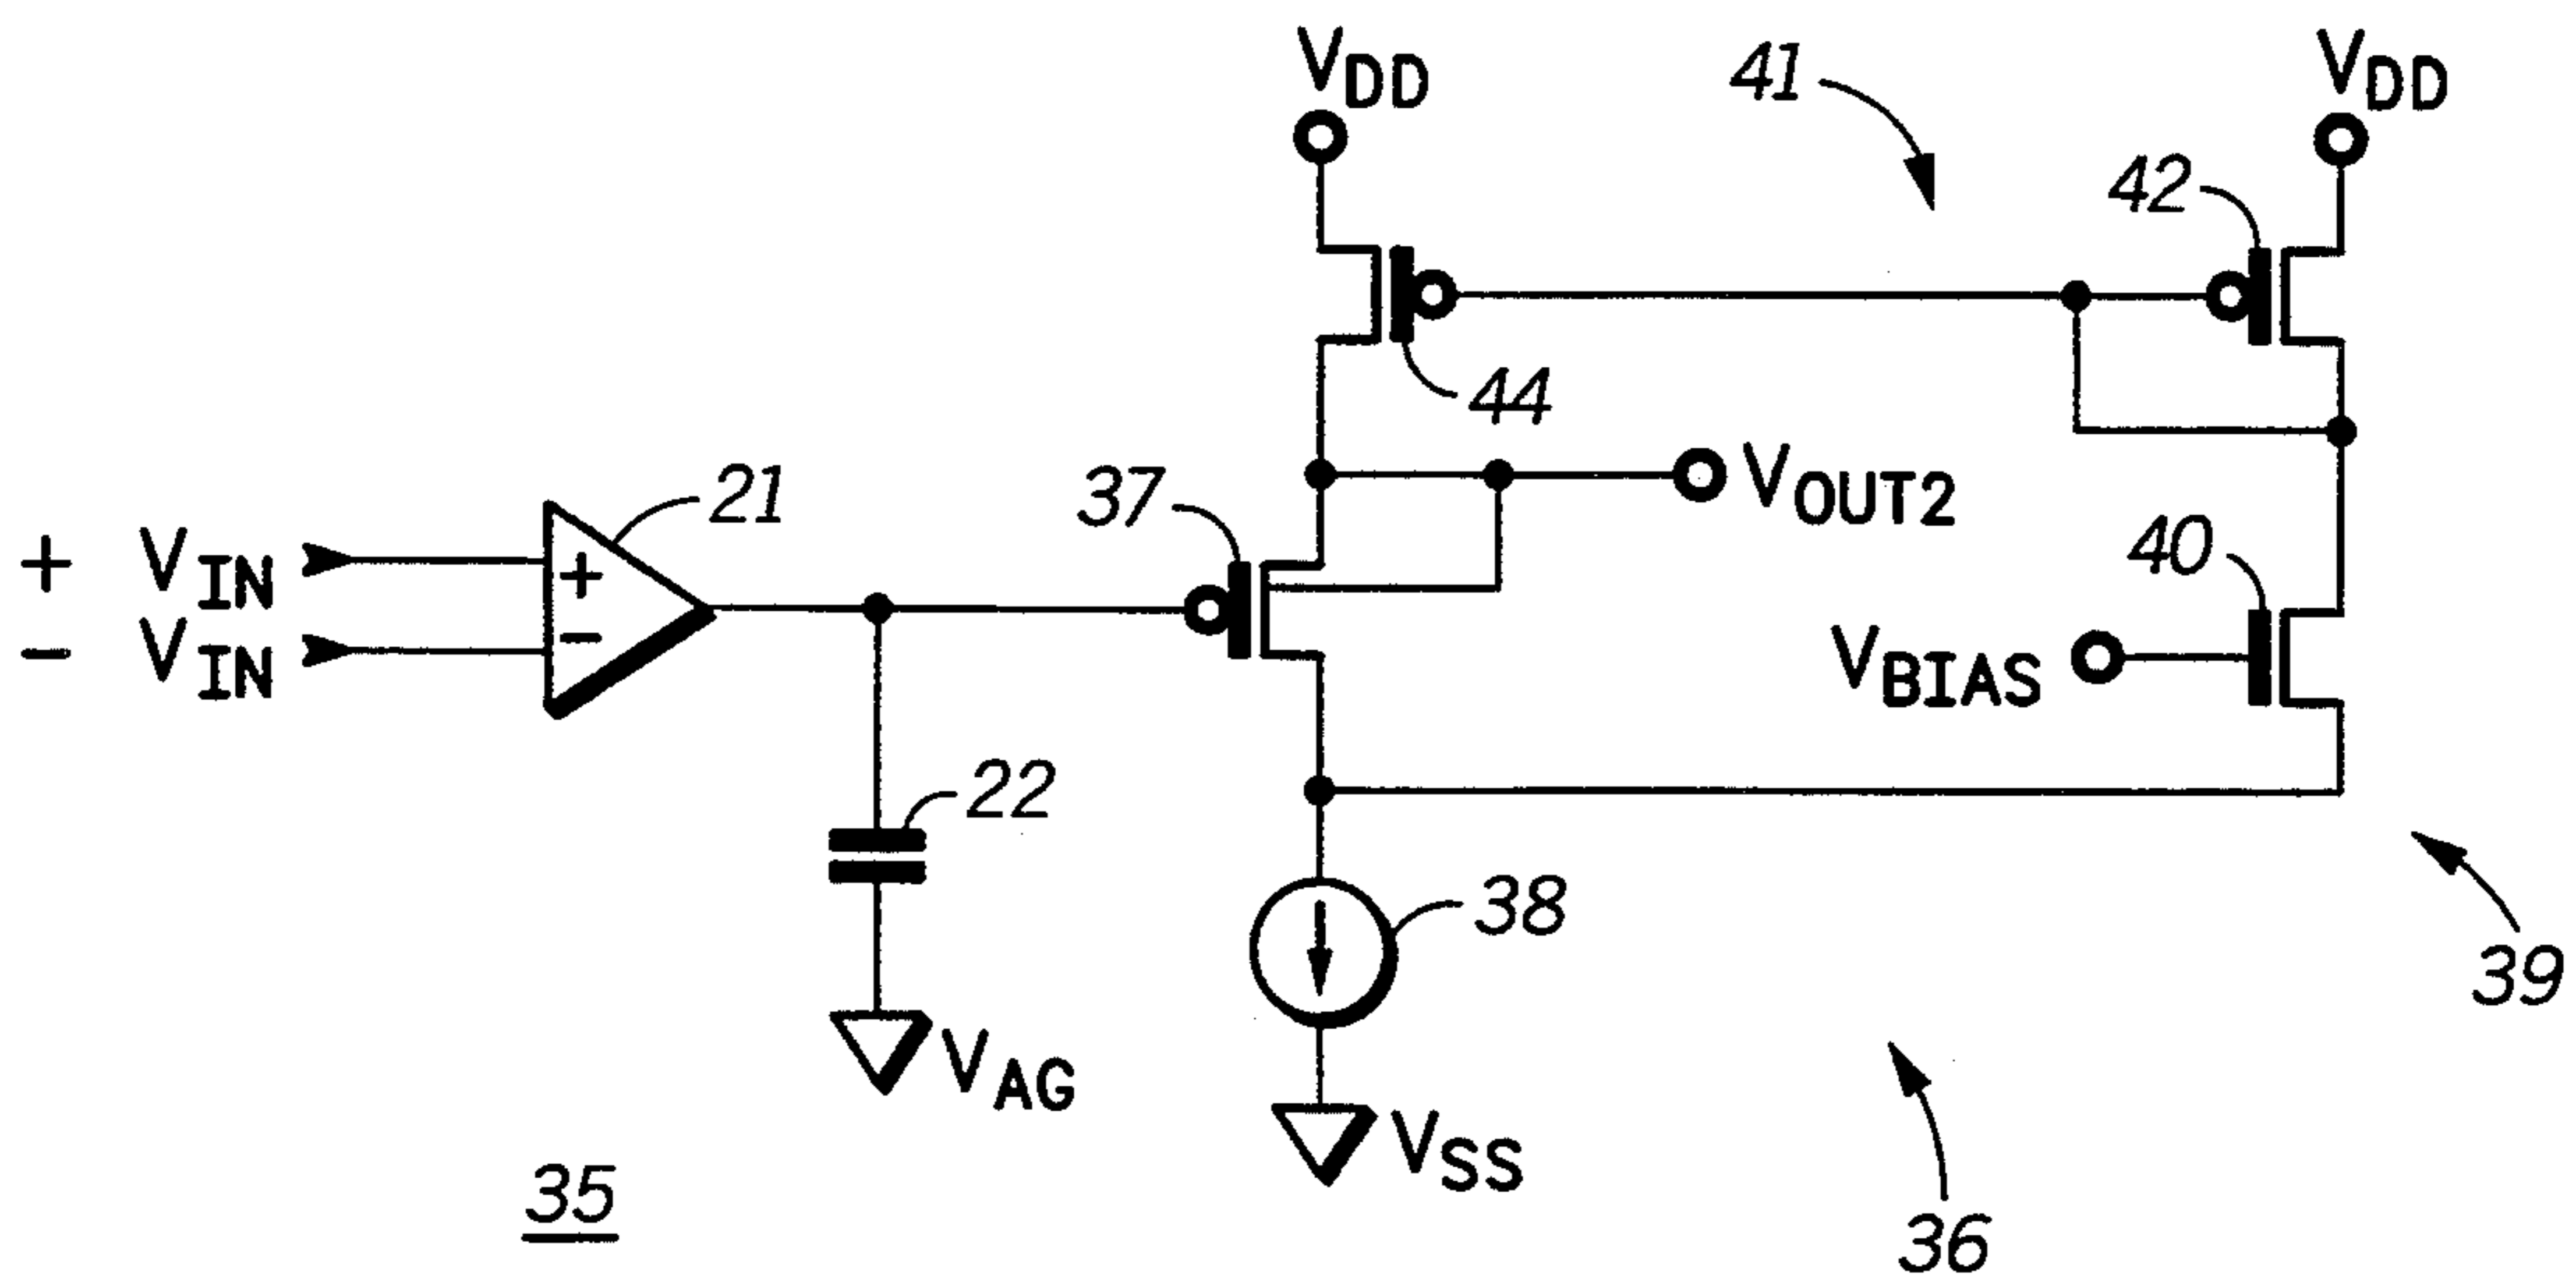 VDD
41
VDD
42
44
37
VOUT2
21
+ VIN
+
40
- VIN
-
VBIAS
22
38
39
VAG
VSS
35
36